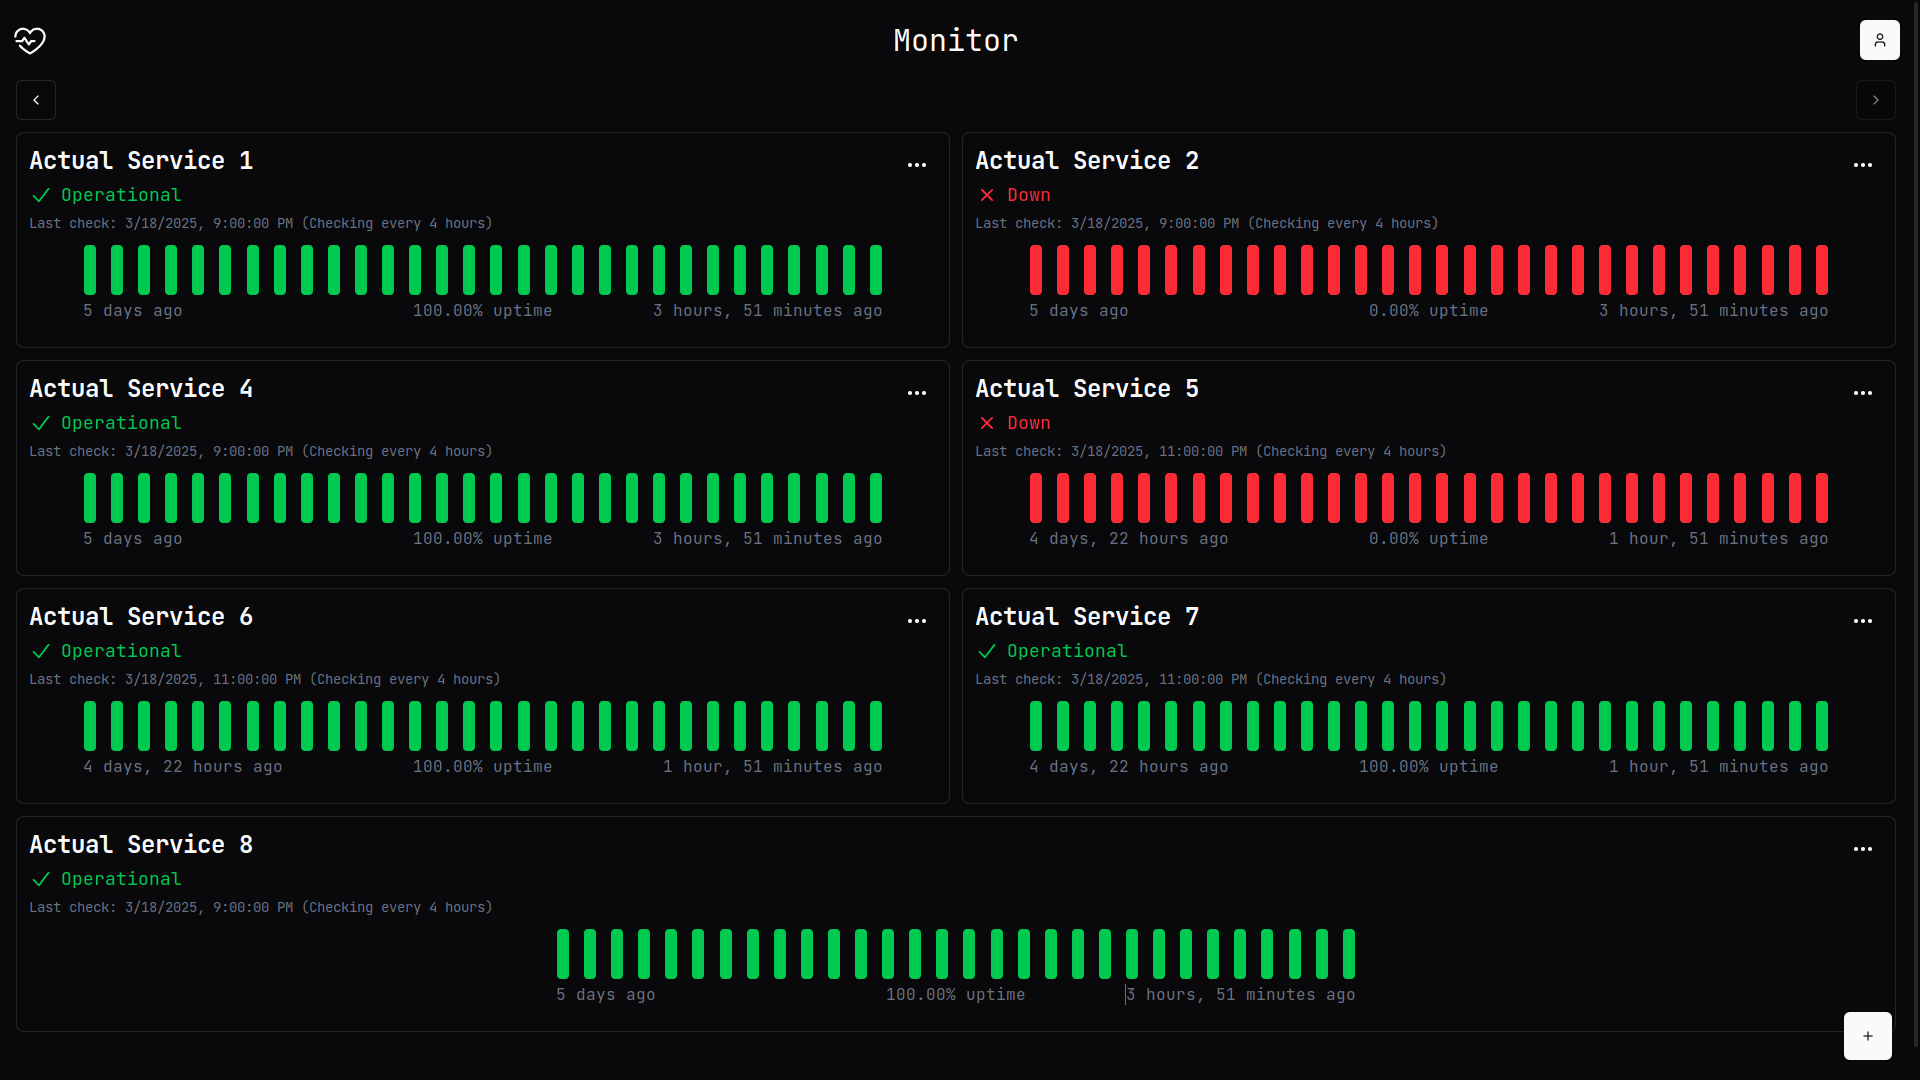 Monitor
Actual Service 1
Operational
Last check: 3/18/2025, 9:00:00 PM (Checking every 4 hours)
5 days ago 100.00% uptime 3 hours, 51 minutes ago
Actual Service 2
Down
Last check: 3/18/2025, 9:00:00 PM (Checking every 4 hours)
5 days ago 0.00% uptime 3 hours, 51 minutes ago
Actual Service 4
Operational
Last check: 3/18/2025, 9:00:00 PM (Checking every 4 hours)
5 days ago 100.00% uptime 3 hours, 51 minutes ago
Actual Service 5
Down
Last check: 3/18/2025, 11:00:00 PM (Checking every 4 hours)
4 days, 22 hours ago 0.00% uptime 1 hour, 51 minutes ago
Actual Service 6
Operational
Last check: 3/18/2025, 11:00:00 PM (Checking every 4 hours)
4 days, 22 hours ago 100.00% uptime 1 hour, 51 minutes ago
Actual Service 7
Operational
Last check: 3/18/2025, 11:00:00 PM (Checking every 4 hours)
4 days, 22 hours ago 100.00% uptime 1 hour, 51 minutes ago
Actual Service 8
Operational
Last check: 3/18/2025, 9:00:00 PM (Checking every 4 hours)
5 days ago 100.00% uptime 3 hours, 51 minutes ago